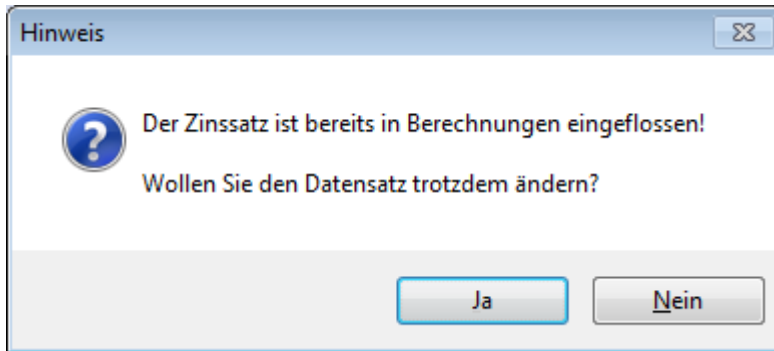 Hinweis
Der Zinssatz ist bereits in Berechnungen eingeflossen!
Wollen Sie den Datensatz trotzdem ändern?
Ja
Nein